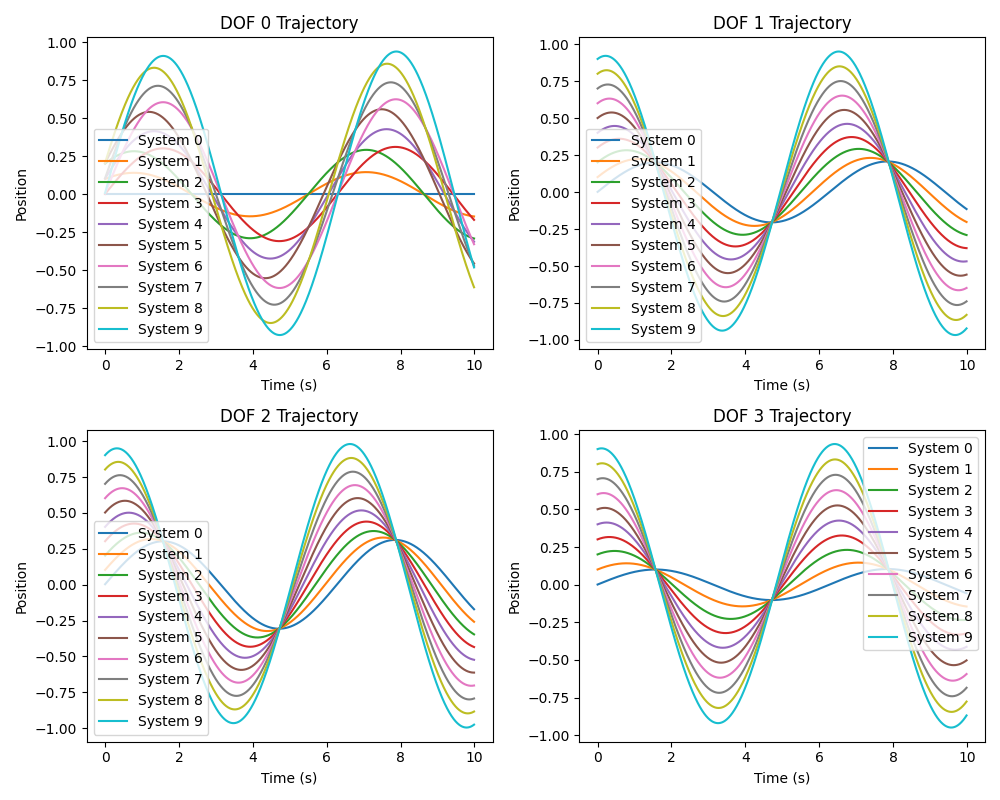 DOF 0 Trajectory
1.00
0.75
0.50
0.25
0.00
−0.25
−0.50
−0.75
−1.00
Position
System 0
System 1
System 2
System 3
System 4
System 5
System 6
System 7
System 8
System 9
0 2 4 6 8 10
Time (s)
DOF 1 Trajectory
1.00
0.75
0.50
0.25
0.00
−0.25
−0.50
−0.75
−1.00
Position
System 0
System 1
System 2
System 3
System 4
System 5
System 6
System 7
System 8
System 9
0 2 4 6 8 10
Time (s)
DOF 2 Trajectory
1.00
0.75
0.50
0.25
0.00
−0.25
−0.50
−0.75
−1.00
Position
System 0
System 1
System 2
System 3
System 4
System 5
System 6
System 7
System 8
System 9
0 2 4 6 8 10
Time (s)
DOF 3 Trajectory
1.00
0.75
0.50
0.25
0.00
−0.25
−0.50
−0.75
−1.00
Position
System 0
System 1
System 2
System 3
System 4
System 5
System 6
System 7
System 8
System 9
0 2 4 6 8 10
Time (s)